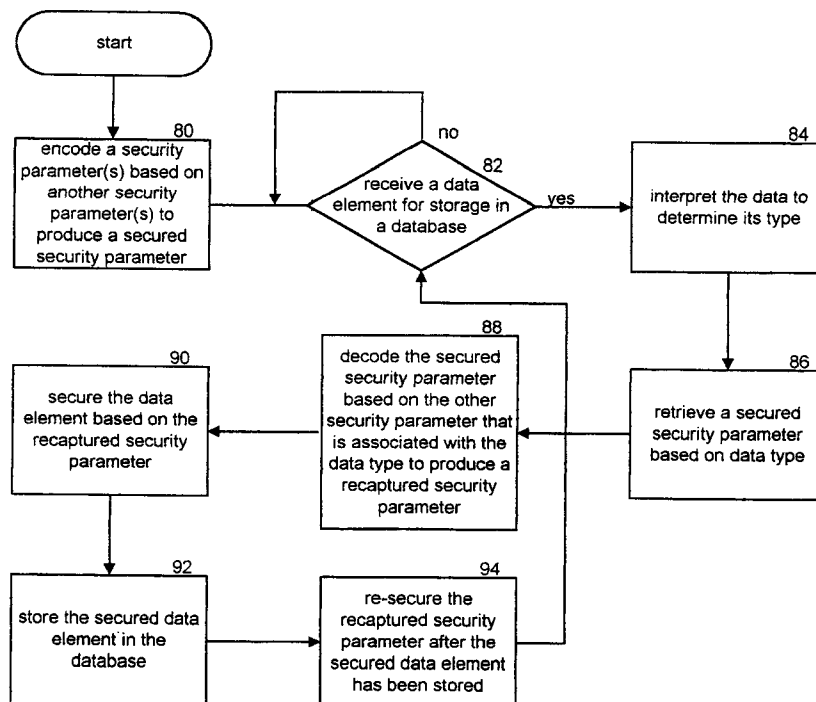 start
80
encode a security
parameter(s) based on
another security
parameter(s) to
produce a secured
security parameter
no
82
receive a data
element for storage in
a database
yes
84
interpret the data to
determine its type
86
retrieve a secured
security parameter
based on data type
88
decode the secured
security parameter
based on the other
security parameter that
is associated with the
data type to produce a
recaptured security
parameter
90
secure the data
element based on the
recaptured security
parameter
92
store the secured data
element in the
database
94
re-secure the
recaptured security
parameter after the
secured data element
has been stored